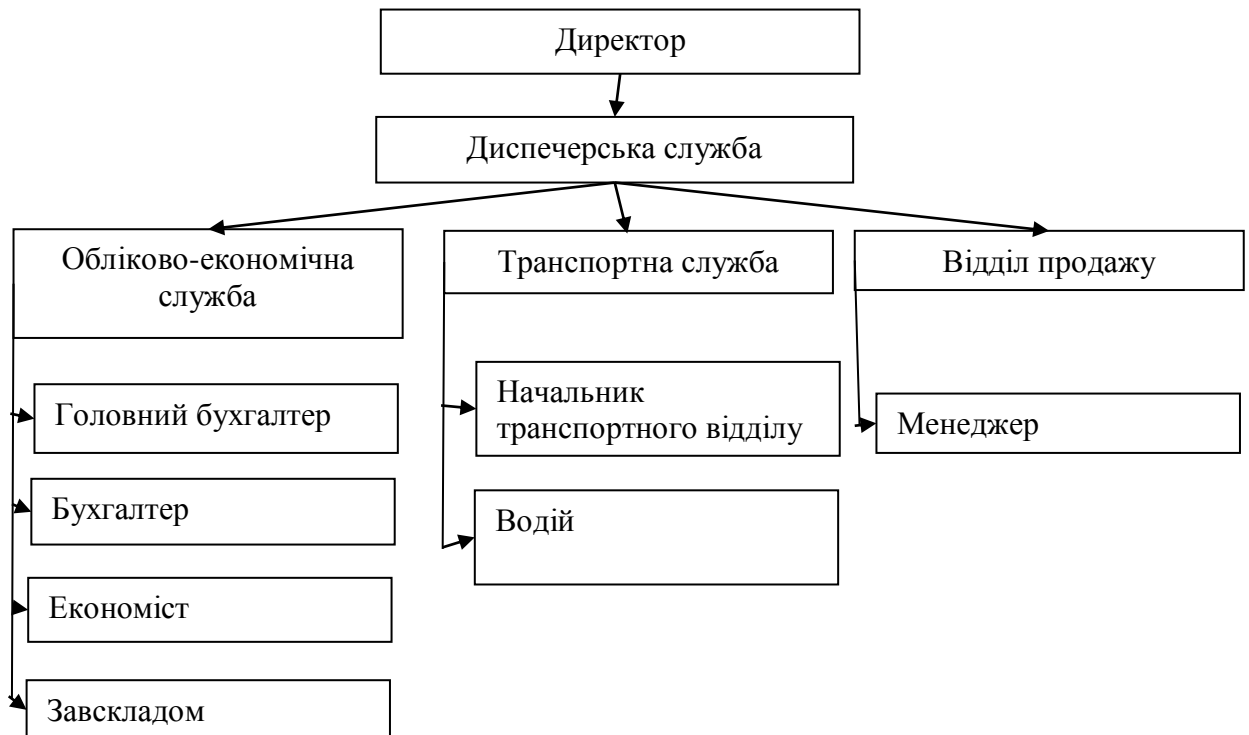 Директор
Диспечерська служба
Обліково-економічна
служба
Транспортна служба
Відділ продажу
Головний бухгалтер
Бухгалтер
Економіст
Завскладом
Начальник
транспортного відділу
Водій
Менеджер